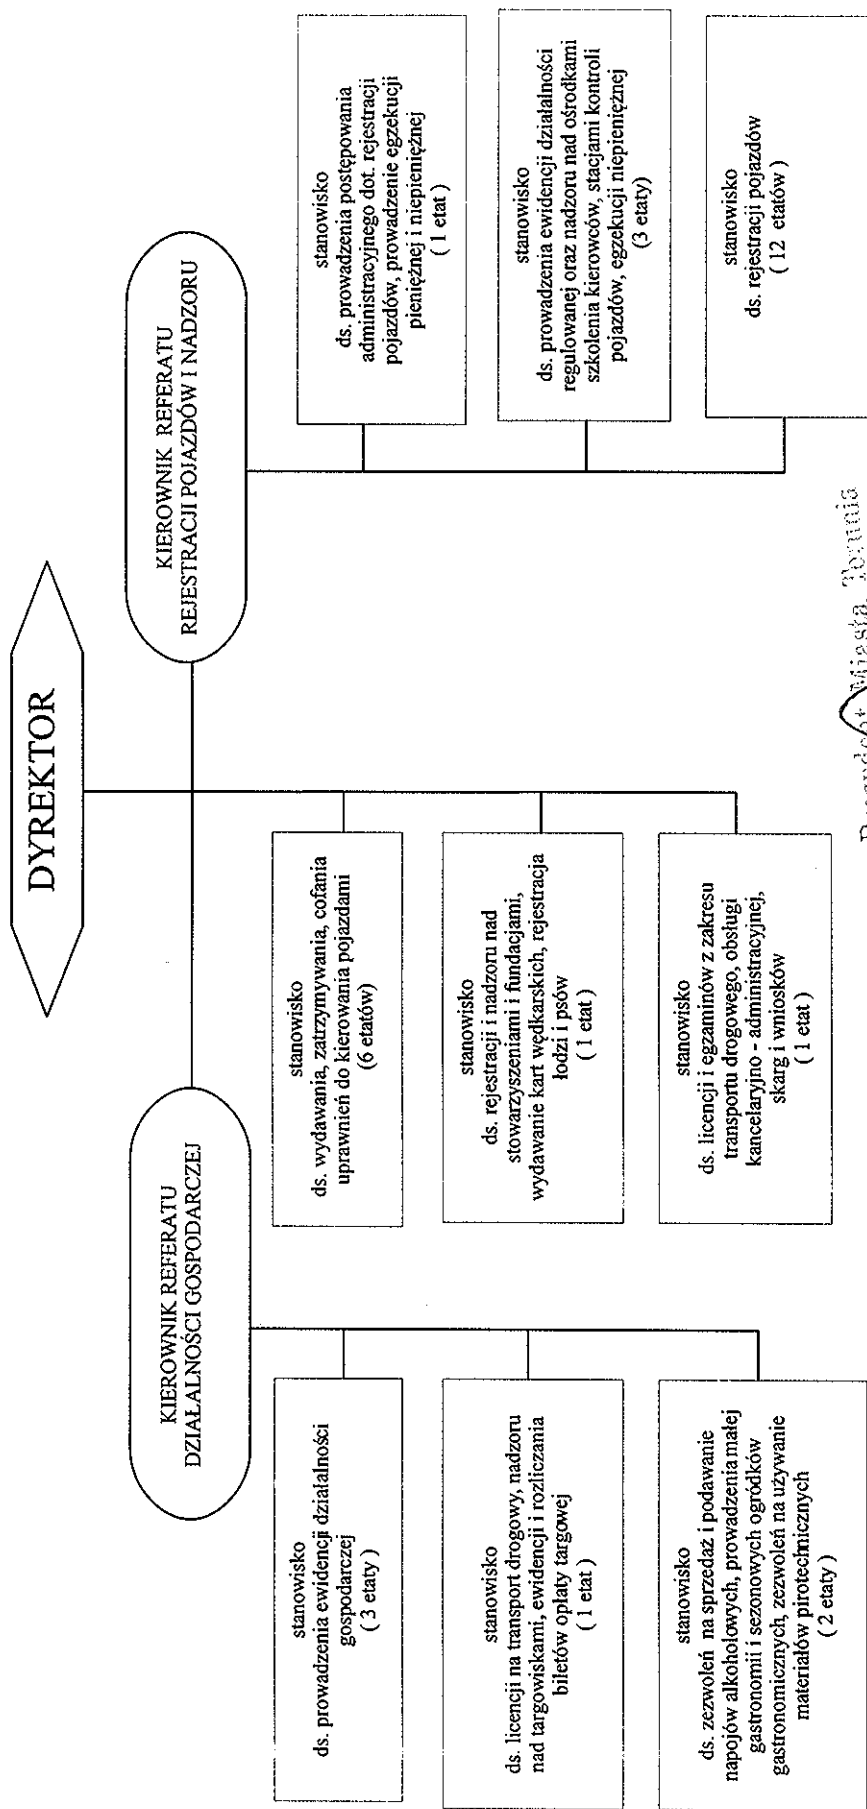 DYREKTOR
KIEROWNIK REFERATU
DZIAŁALNOŚCI GOSPODARCZEJ
stanowisko
ds. prowadzenia ewidencji działalności
gospodarczej
( 3 etaty )
stanowisko
ds. licencji na transport drogowy, nadzoru
nad targowiskami, ewidencji i rozliczania
biletów opłaty targowej
( 1 etat )
stanowisko
ds. zezwoleń na sprzedaż i podawanie
napojów alkoholowych, prowadzenia małej
gastronomii i sezonowych ogródków
gastronomicznych, zezwoleń na używanie
materiałów pirotechnicznych
( 2 etaty )
stanowisko
ds. wydawania, zatrzymywania, cofania
uprawnień do kierowania pojazdami
(6 etatów)
stanowisko
ds. rejestracji i nadzoru nad
stowarzyszeniami i fundacjami,
wydawanie kart wędkarskich, rejestracja
łodzi i psów
( 1 etat )
stanowisko
ds. licencji i egzaminów z zakresu
transportu drogowego, obsługi
kancelaryjno - administracyjnej,
skarg i wniosków
( 1 etat )
KIEROWNIK REFERATU
REJESTRACJI POJAZDÓW I NADZORU
stanowisko
ds. prowadzenia postępowania
administracyjnego dot. rejestracji
pojazdów, prowadzenie egzekucji
pieniężnej i niepieniężnej
( 1 etat )
stanowisko
ds. prowadzenia ewidencji działalności
regulowanej oraz nadzoru nad ośrodkami
szkolenia kierowców, stacjami kontroli
pojazdów, egzekucji niepieniężnej
(3 etaty)
stanowisko
ds. rejestracji pojazdów
( 12 etatów )
Miasta Torunia